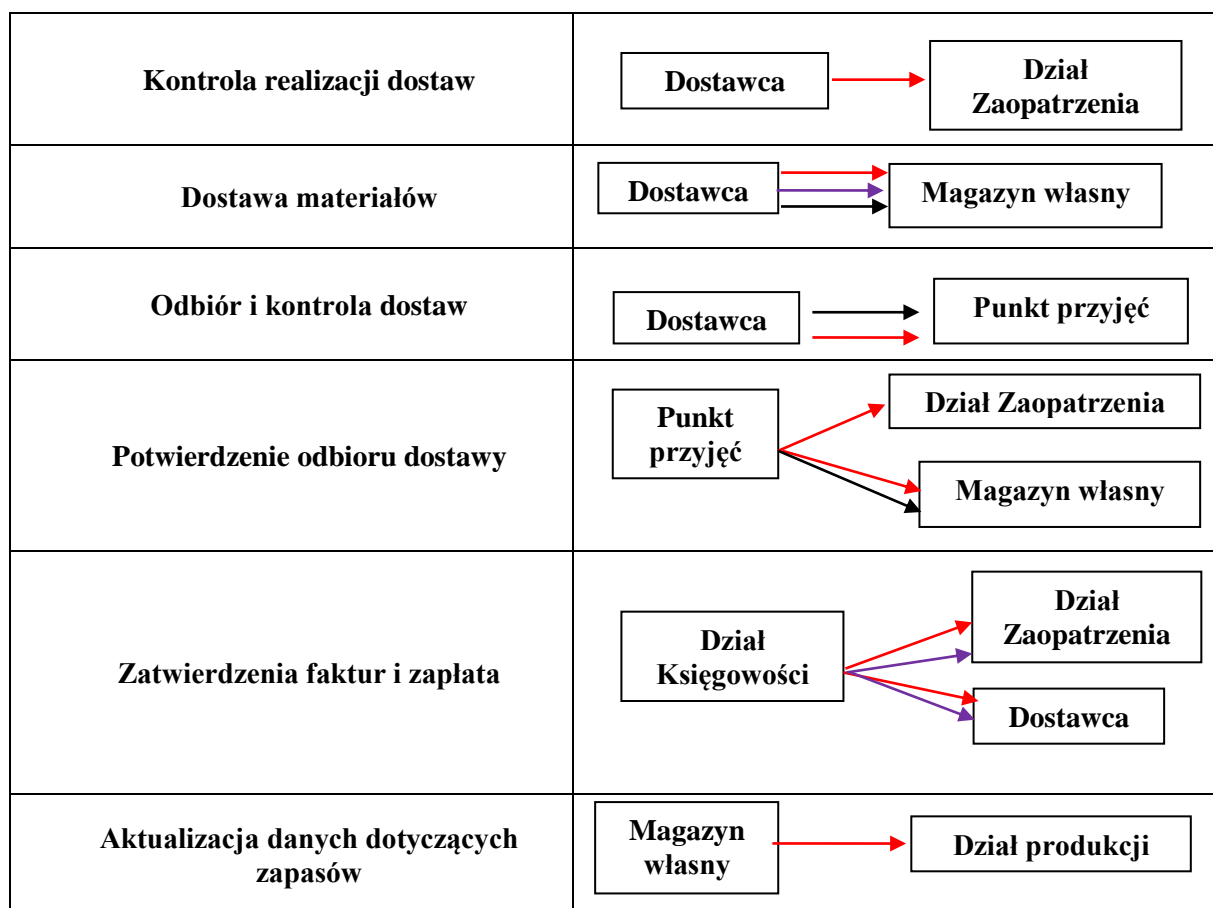 Kontrola realizacji dostaw
Dostawca
Dział
Zaopatrzenia
Dostawa materiałów
Dostawca
Magazyn własny
Odbiór i kontrola dostaw
Dostawca
Punkt przyjęć
Potwierdzenie odbioru dostawy
Punkt
przyjęć
Dział Zaopatrzenia
Magazyn własny
Zatwierdzenia faktur i zapłata
Dział
Księgowości
Dział
Zaopatrzenia
Dostawca
Aktualizacja danych dotyczących
zapasów
Magazyn
własny
Dział produkcji